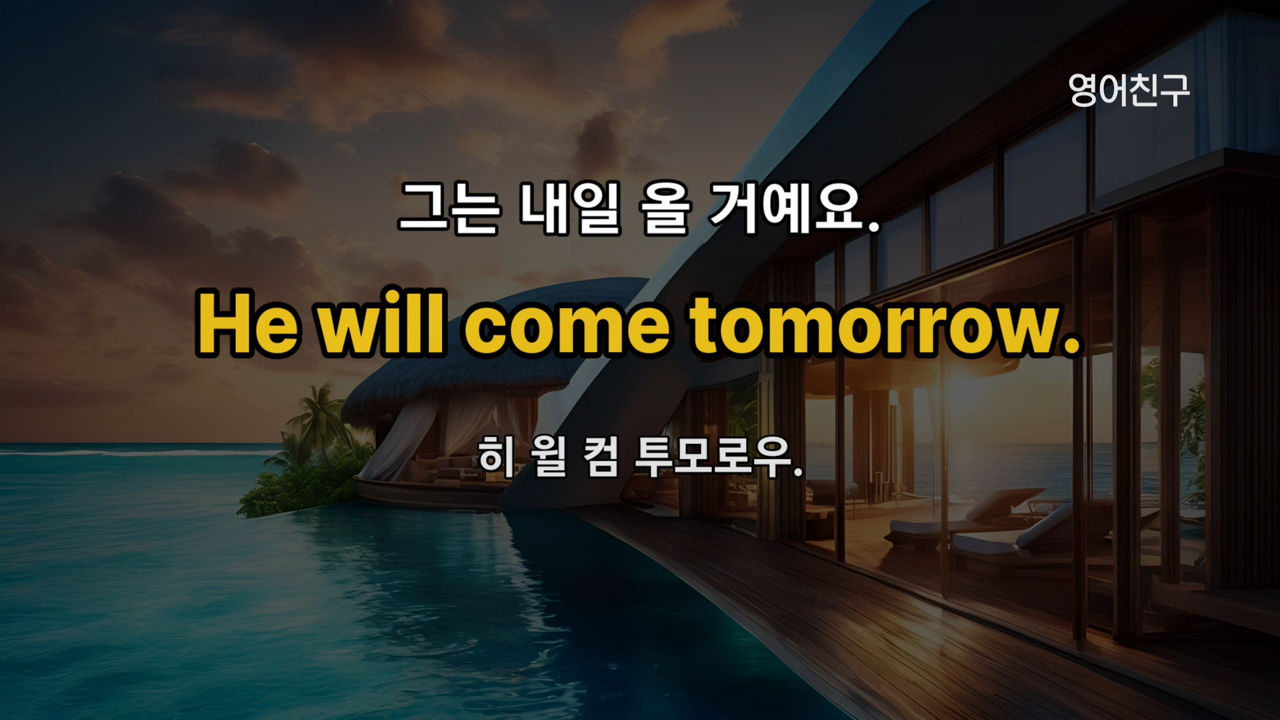 영어친구
그는 내일 올 거예요.
He will come tomorrow.
히 윌 컴 투모로우.